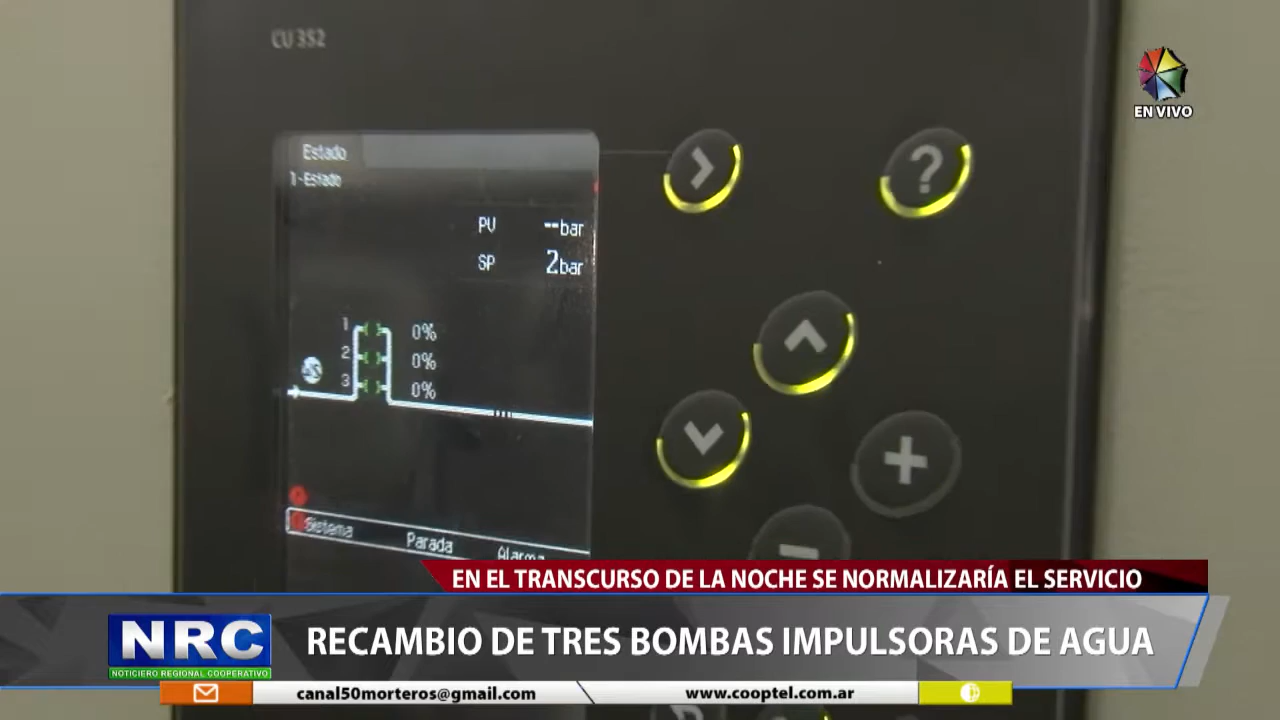 CU 352
EN VIVO
Estado
1-Estado
PV --bar
SP 2bar
1 0%
2 0%
3 0%
Sistema Parada Alarma
EN EL TRANSCURSO DE LA NOCHE SE NORMALIZARÍA EL SERVICIO
NRC
NOTICIERO REGIONAL COOPERATIVO
RECAMBIO DE TRES BOMBAS IMPULSORAS DE AGUA
canal50morteros@gmail.com www.cooptel.com.ar